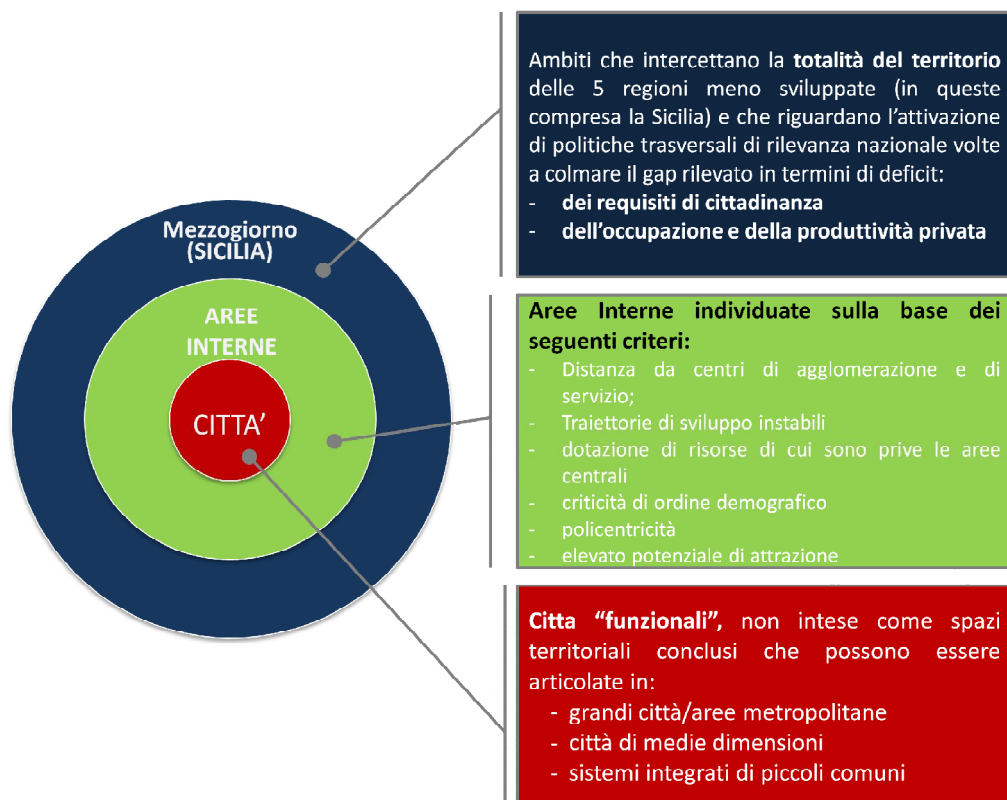 Mezzogiorno
(SICILIA)
AREE
INTERNE
CITTA’
Ambiti che intercettano la totalità del territorio
delle 5 regioni meno sviluppate (in queste
compresa la Sicilia) e che riguardano l’attivazione
di politiche trasversali di rilevanza nazionale volte
a colmare il gap rilevato in termini di deficit:
- dei requisiti di cittadinanza
- dell’occupazione e della produttività privata
Aree Interne individuate sulla base dei
seguenti criteri:
- Distanza da centri di agglomerazione e di
servizio;
- Traiettorie di sviluppo instabili
- dotazione di risorse di cui sono prive le aree
centrali
- criticità di ordine demografico
- policentricità
- elevato potenziale di attrazione
Citta “funzionali”, non intese come spazi
territoriali conclusi che possono essere
articolate in:
- grandi città/aree metropolitane
- città di medie dimensioni
- sistemi integrati di piccoli comuni